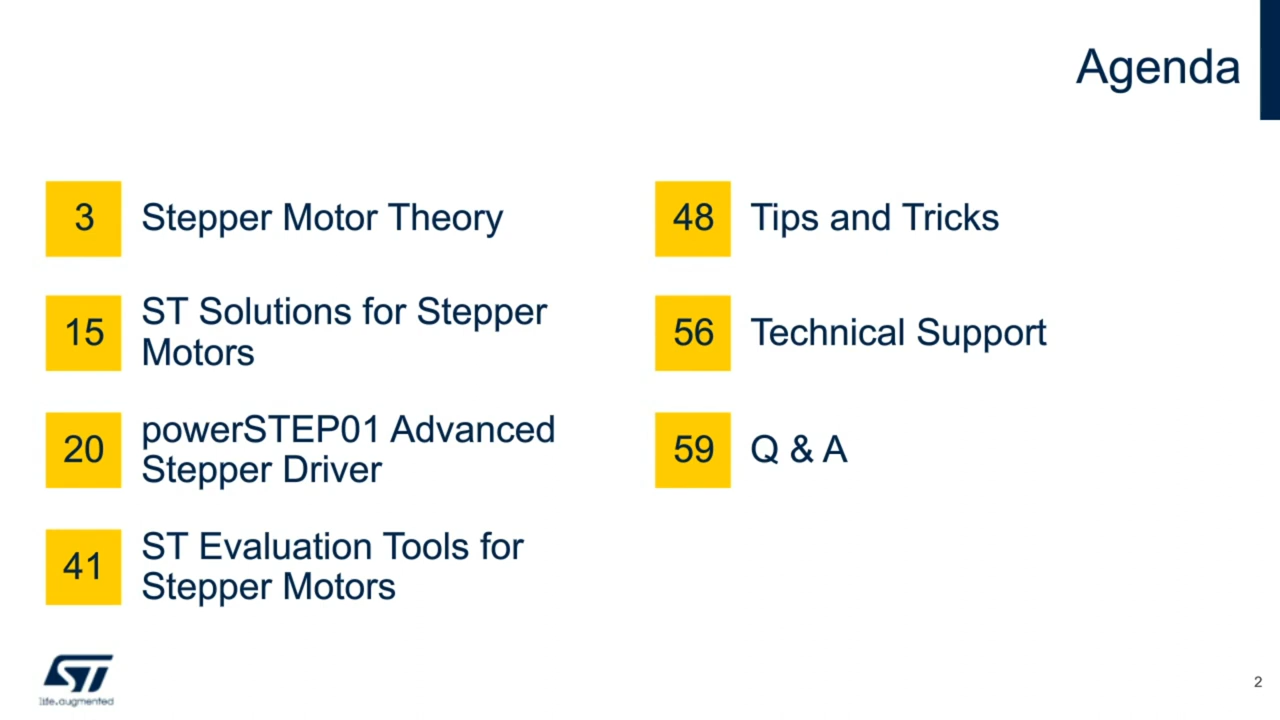 Agenda
3
Stepper Motor Theory
15
ST Solutions for Stepper
Motors
20
powerSTEP01 Advanced
Stepper Driver
41
ST Evaluation Tools for
Stepper Motors
48
Tips and Tricks
56
Technical Support
59
Q & A
ST
life.augmented
2